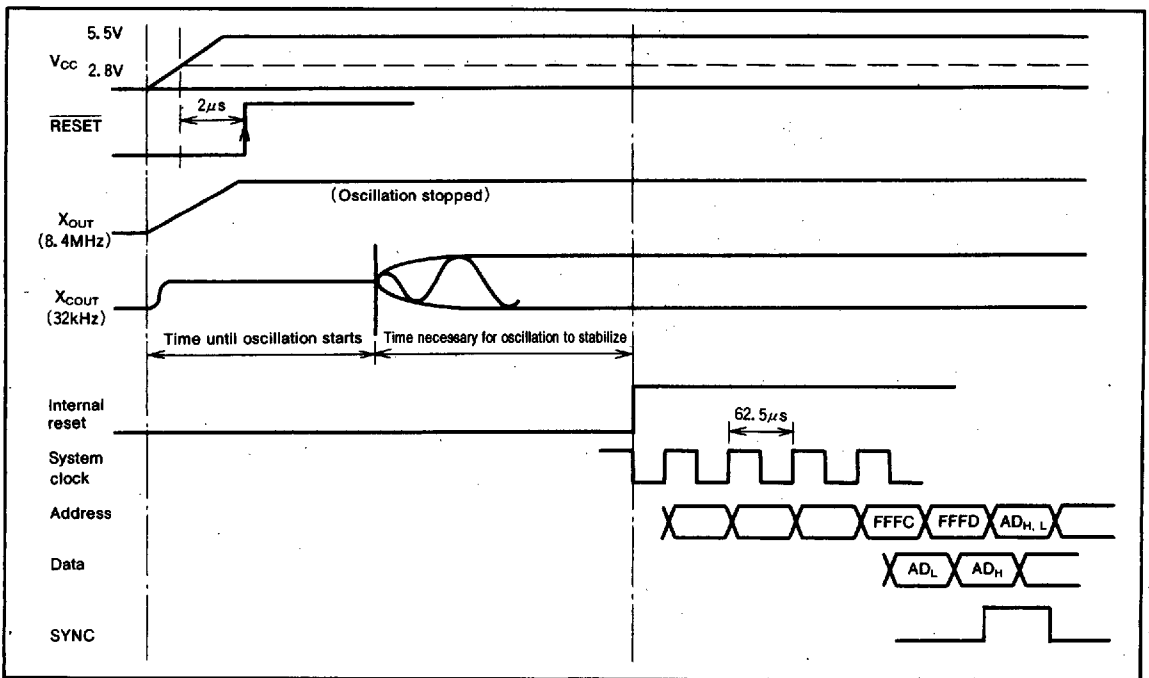 5.5V
VCC 2.8V
2μs
RESET
(Oscillation stopped)
XOUT
(8.4MHz)
XCOUT
(32kHz)
Time until oscillation starts
Time necessary for oscillation to stabilize
Internal
reset
62.5μs
System
clock
Address
FFFC FFFD ADH, L
Data
ADL ADH
SYNC